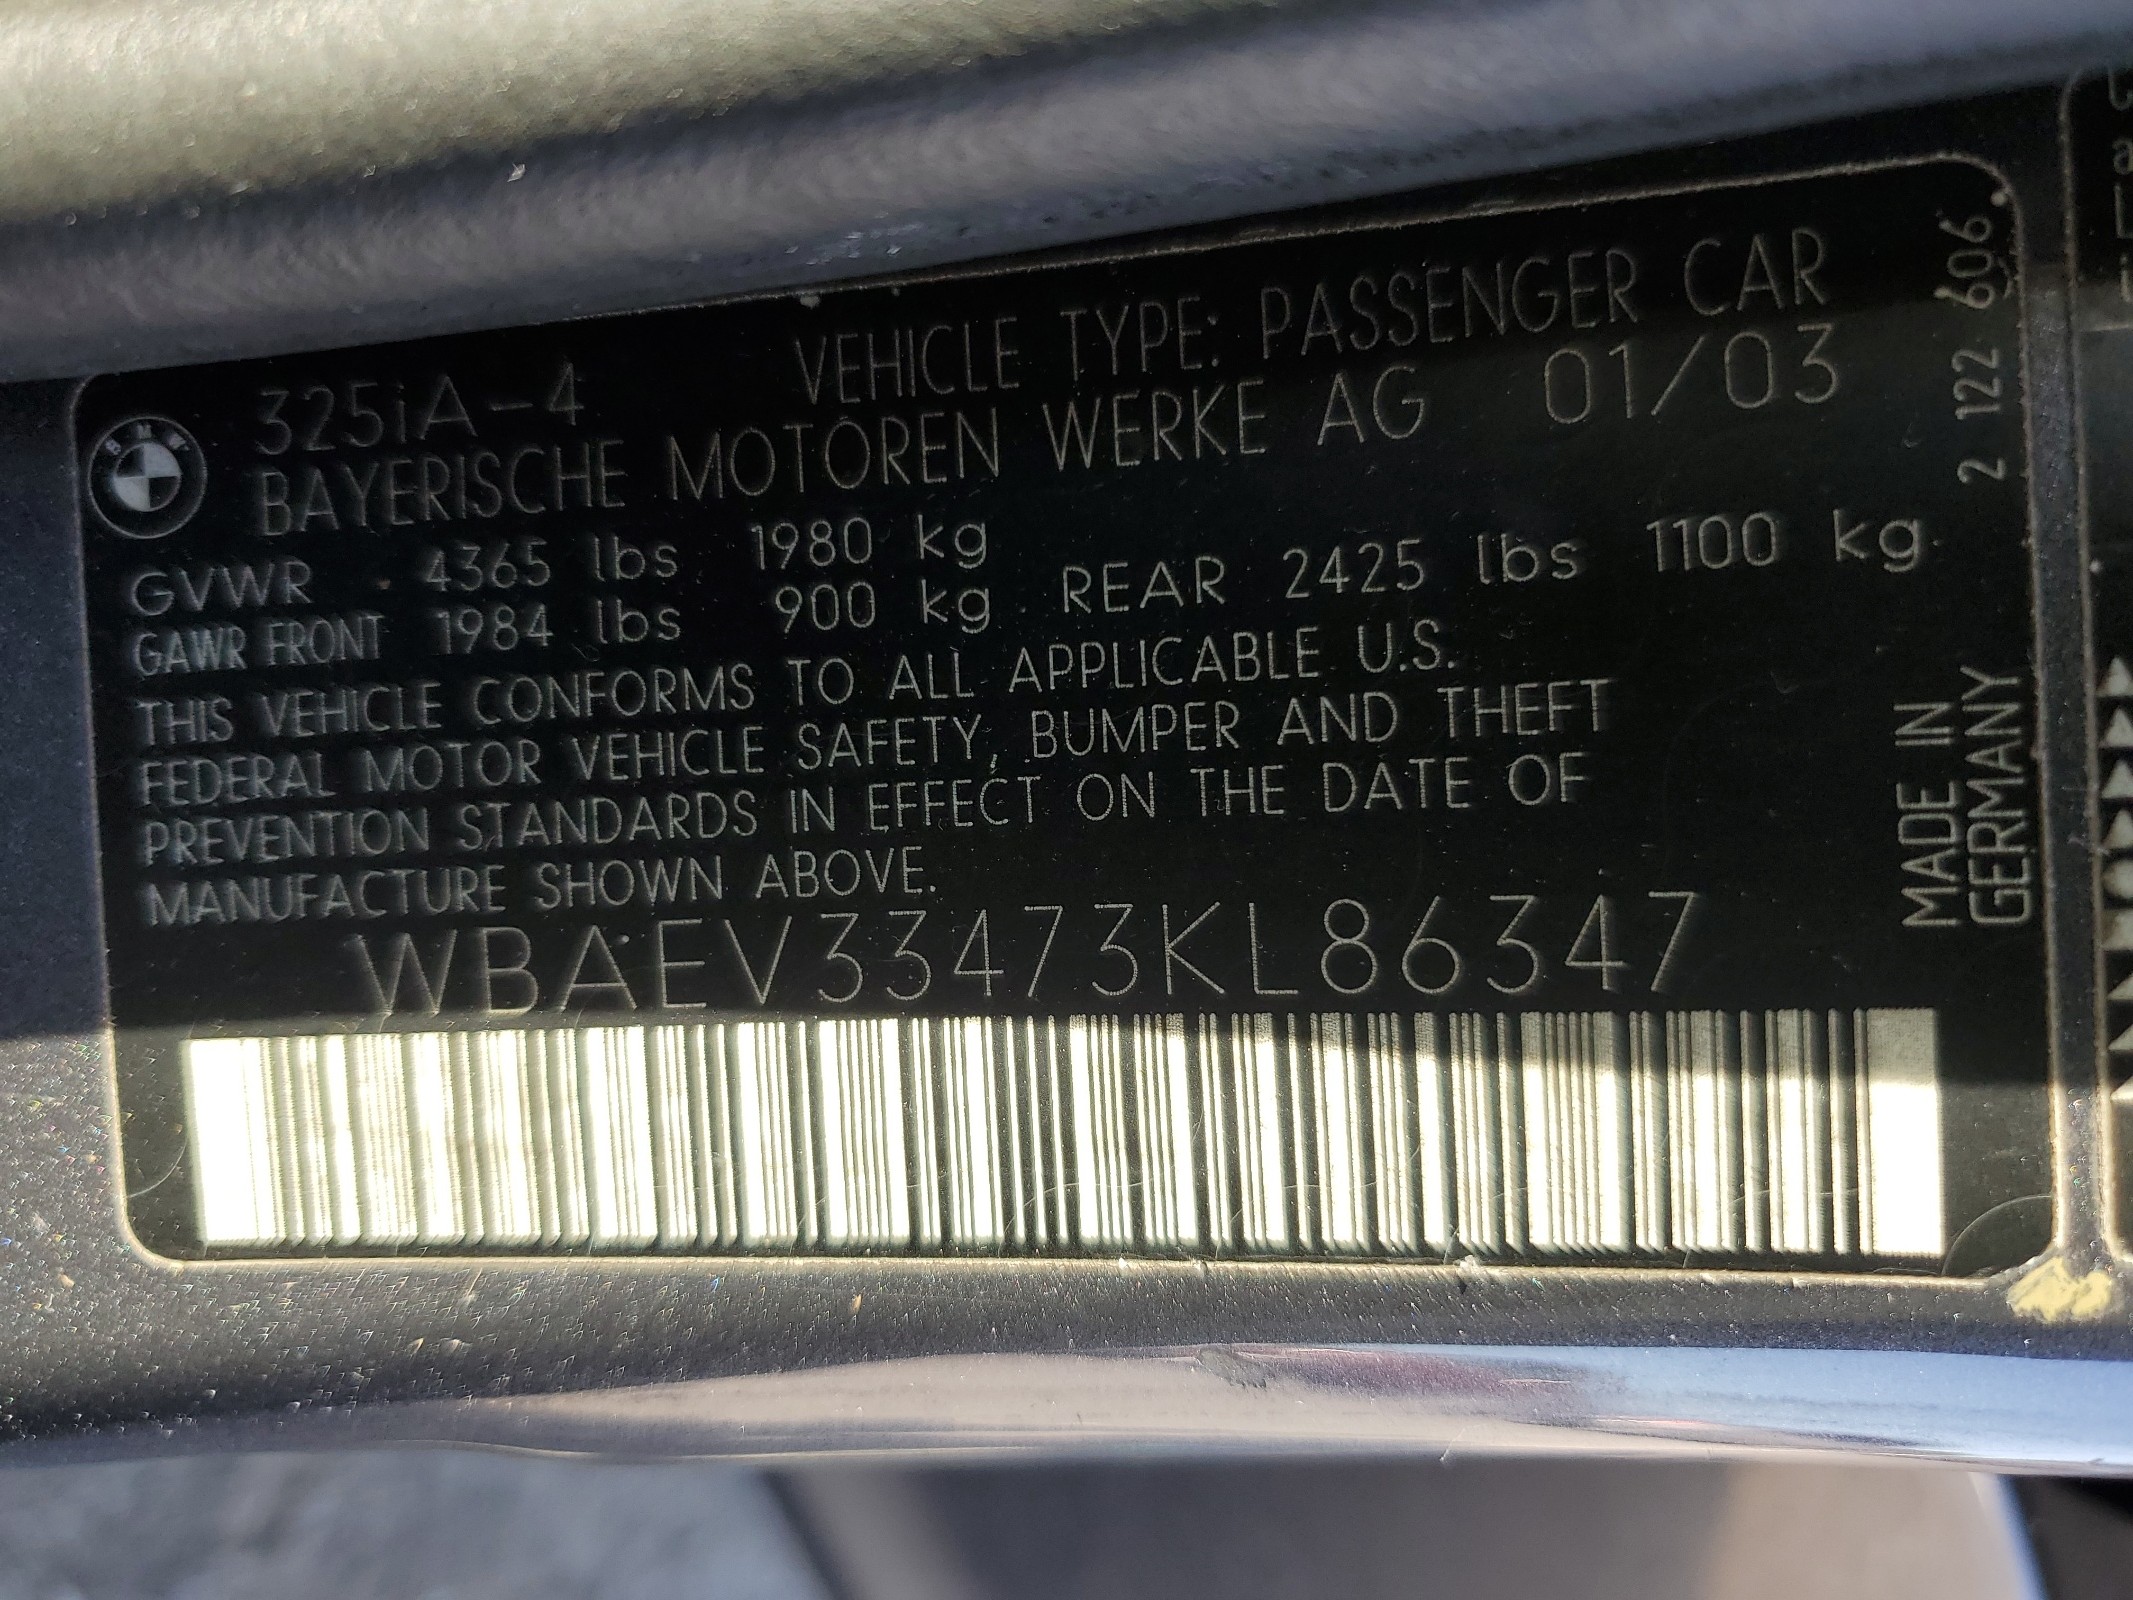 VEHICLE TYPE: PASSENGER CAR
325iA-4
BAYERISCHE MOTOREN WERKE AG 01/03
GVWR 4365 lbs 1980 kg
GAWR FRONT 1984 lbs 900 kg REAR 2425 lbs 1100 kg
THIS VEHICLE CONFORMS TO ALL APPLICABLE U.S.
FEDERAL MOTOR VEHICLE SAFETY, BUMPER AND THEFT
PREVENTION STANDARDS IN EFFECT ON THE DATE OF
MANUFACTURE SHOWN ABOVE.
WBAEV33473KL86347
2 122 606
MADE IN
GERMANY
BMW